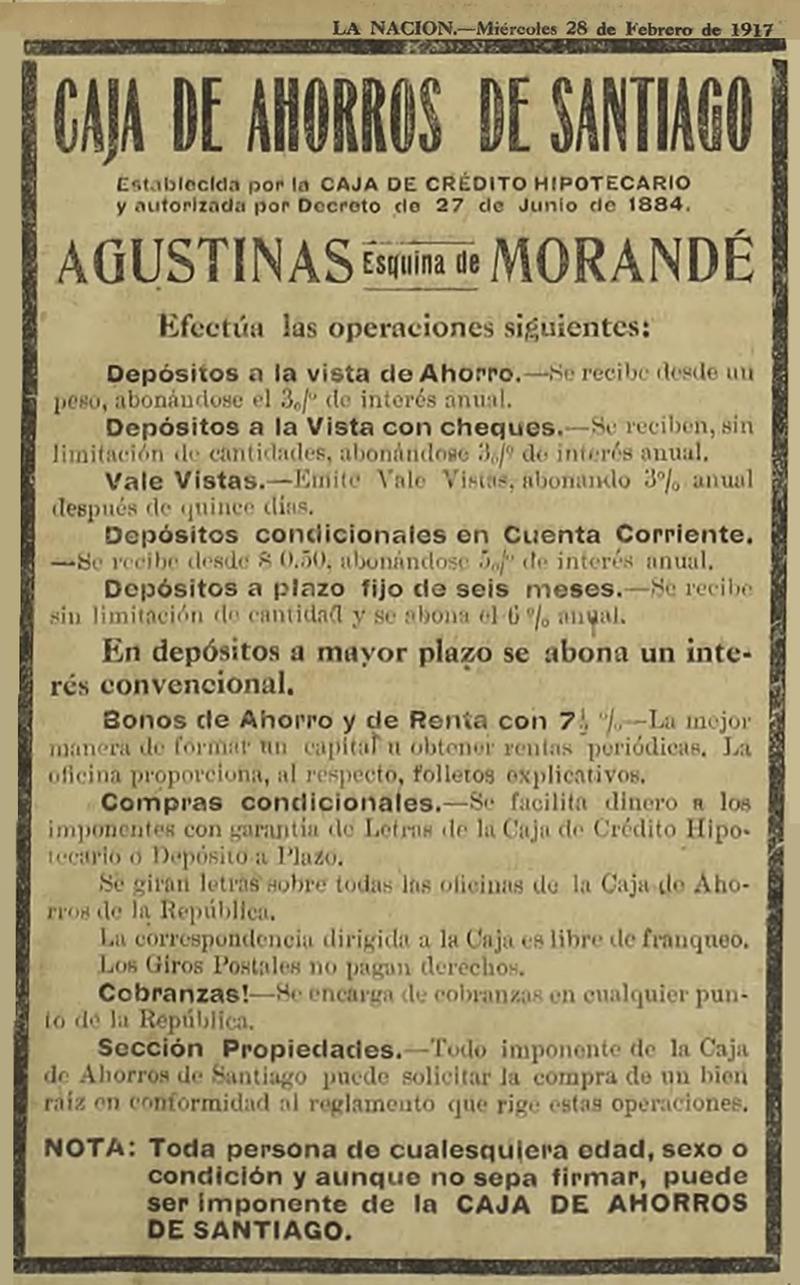 LA NACION.—Miércoles 28 de Febrero de 1917
CAJA DE AHORROS DE SANTIAGO
Establecida por la CAJA DE CRÉDITO HIPOTECARIO
y autorizada por Decreto de 27 de Junio de 1884.
AGUSTINAS Esquina de MORANDÉ
Efectúa las operaciones siguientes:
Depósitos a la vista de Ahorro.—Se recibe desde un
peso, abonándose el 3o/o de interés anual.
Depósitos a la Vista con cheques.—Se reciben, sin
limitación de cantidades, abonándose 3o/o de interés anual.
Vale Vistas.—Emite Vale Vistas, abonando 3% anual
después de quince días.
Depósitos condicionales en Cuenta Corriente.
—Se recibe desde $ 0.50, abonándose 5o/o de interés anual.
Depósitos a plazo fijo de seis meses.—Se recibe
sin limitación de cantidad y se abona el 6 % anual.
En depósitos a mayor plazo se abona un inte-
rés convencional.
Bonos de Ahorro y de Renta con 7½ %.—La mejor
manera de formar un capital u obtener rentas periódicas. La
oficina proporciona, al respecto, folletos explicativos.
Compras condicionales.—Se facilita dinero a los
imponentes con garantía de Letras de la Caja de Crédito Hipo-
tecario o Depósito a Plazo.
Se giran letras sobre todas las oficinas de la Caja de Aho-
rros de la República.
La correspondencia dirigida a la Caja es libre de franqueo.
Los Giros Postales no pagan derechos.
Cobranzas!—Se encarga de cobranzas en cualquier pun-
to de la República.
Sección Propiedades.—Todo imponente de la Caja
de Ahorros de Santiago puede solicitar la compra de un bien
raíz en conformidad al reglamento que rige estas operaciones.
NOTA: Toda persona de cualesquiera edad, sexo o
condición y aunque no sepa firmar, puede
ser imponente de la CAJA DE AHORROS
DE SANTIAGO.